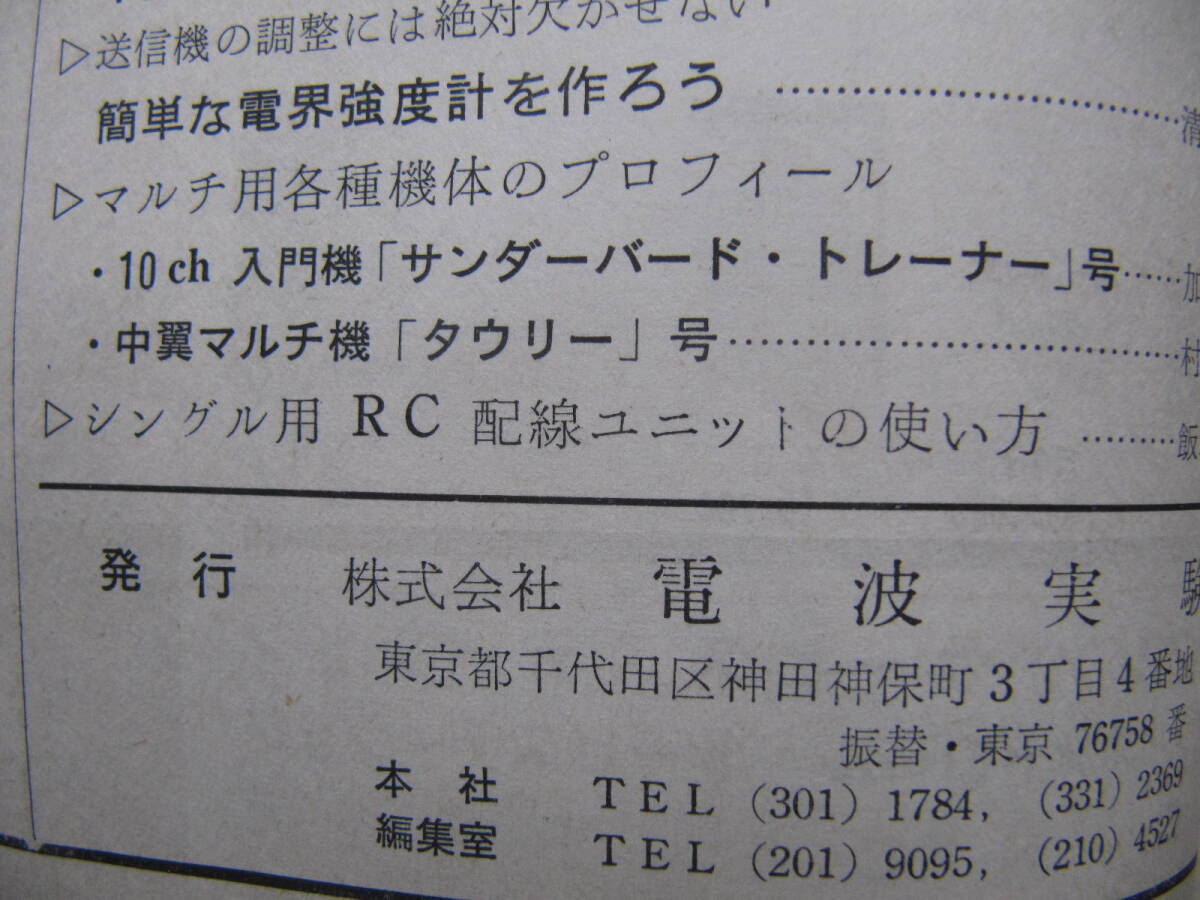 ▷送信機の調整には絶対欠かせない
簡単な電界強度計を作ろう……………………溝
▷マルチ用各種機体のプロフィール
・10ch 入門機「サンダーバード・トレーナー」号……加
・中翼マルチ機「タウリー」号……………………………村
▷シングル用 RC 配線ユニットの使い方 ………飯
発行 株式会社 電波実験
東京都千代田区神田神保町3丁目4番地
振替・東京 76758 番
本社 TEL (301) 1784, (331) 2369
編集室 TEL (201) 9095, (210) 4527